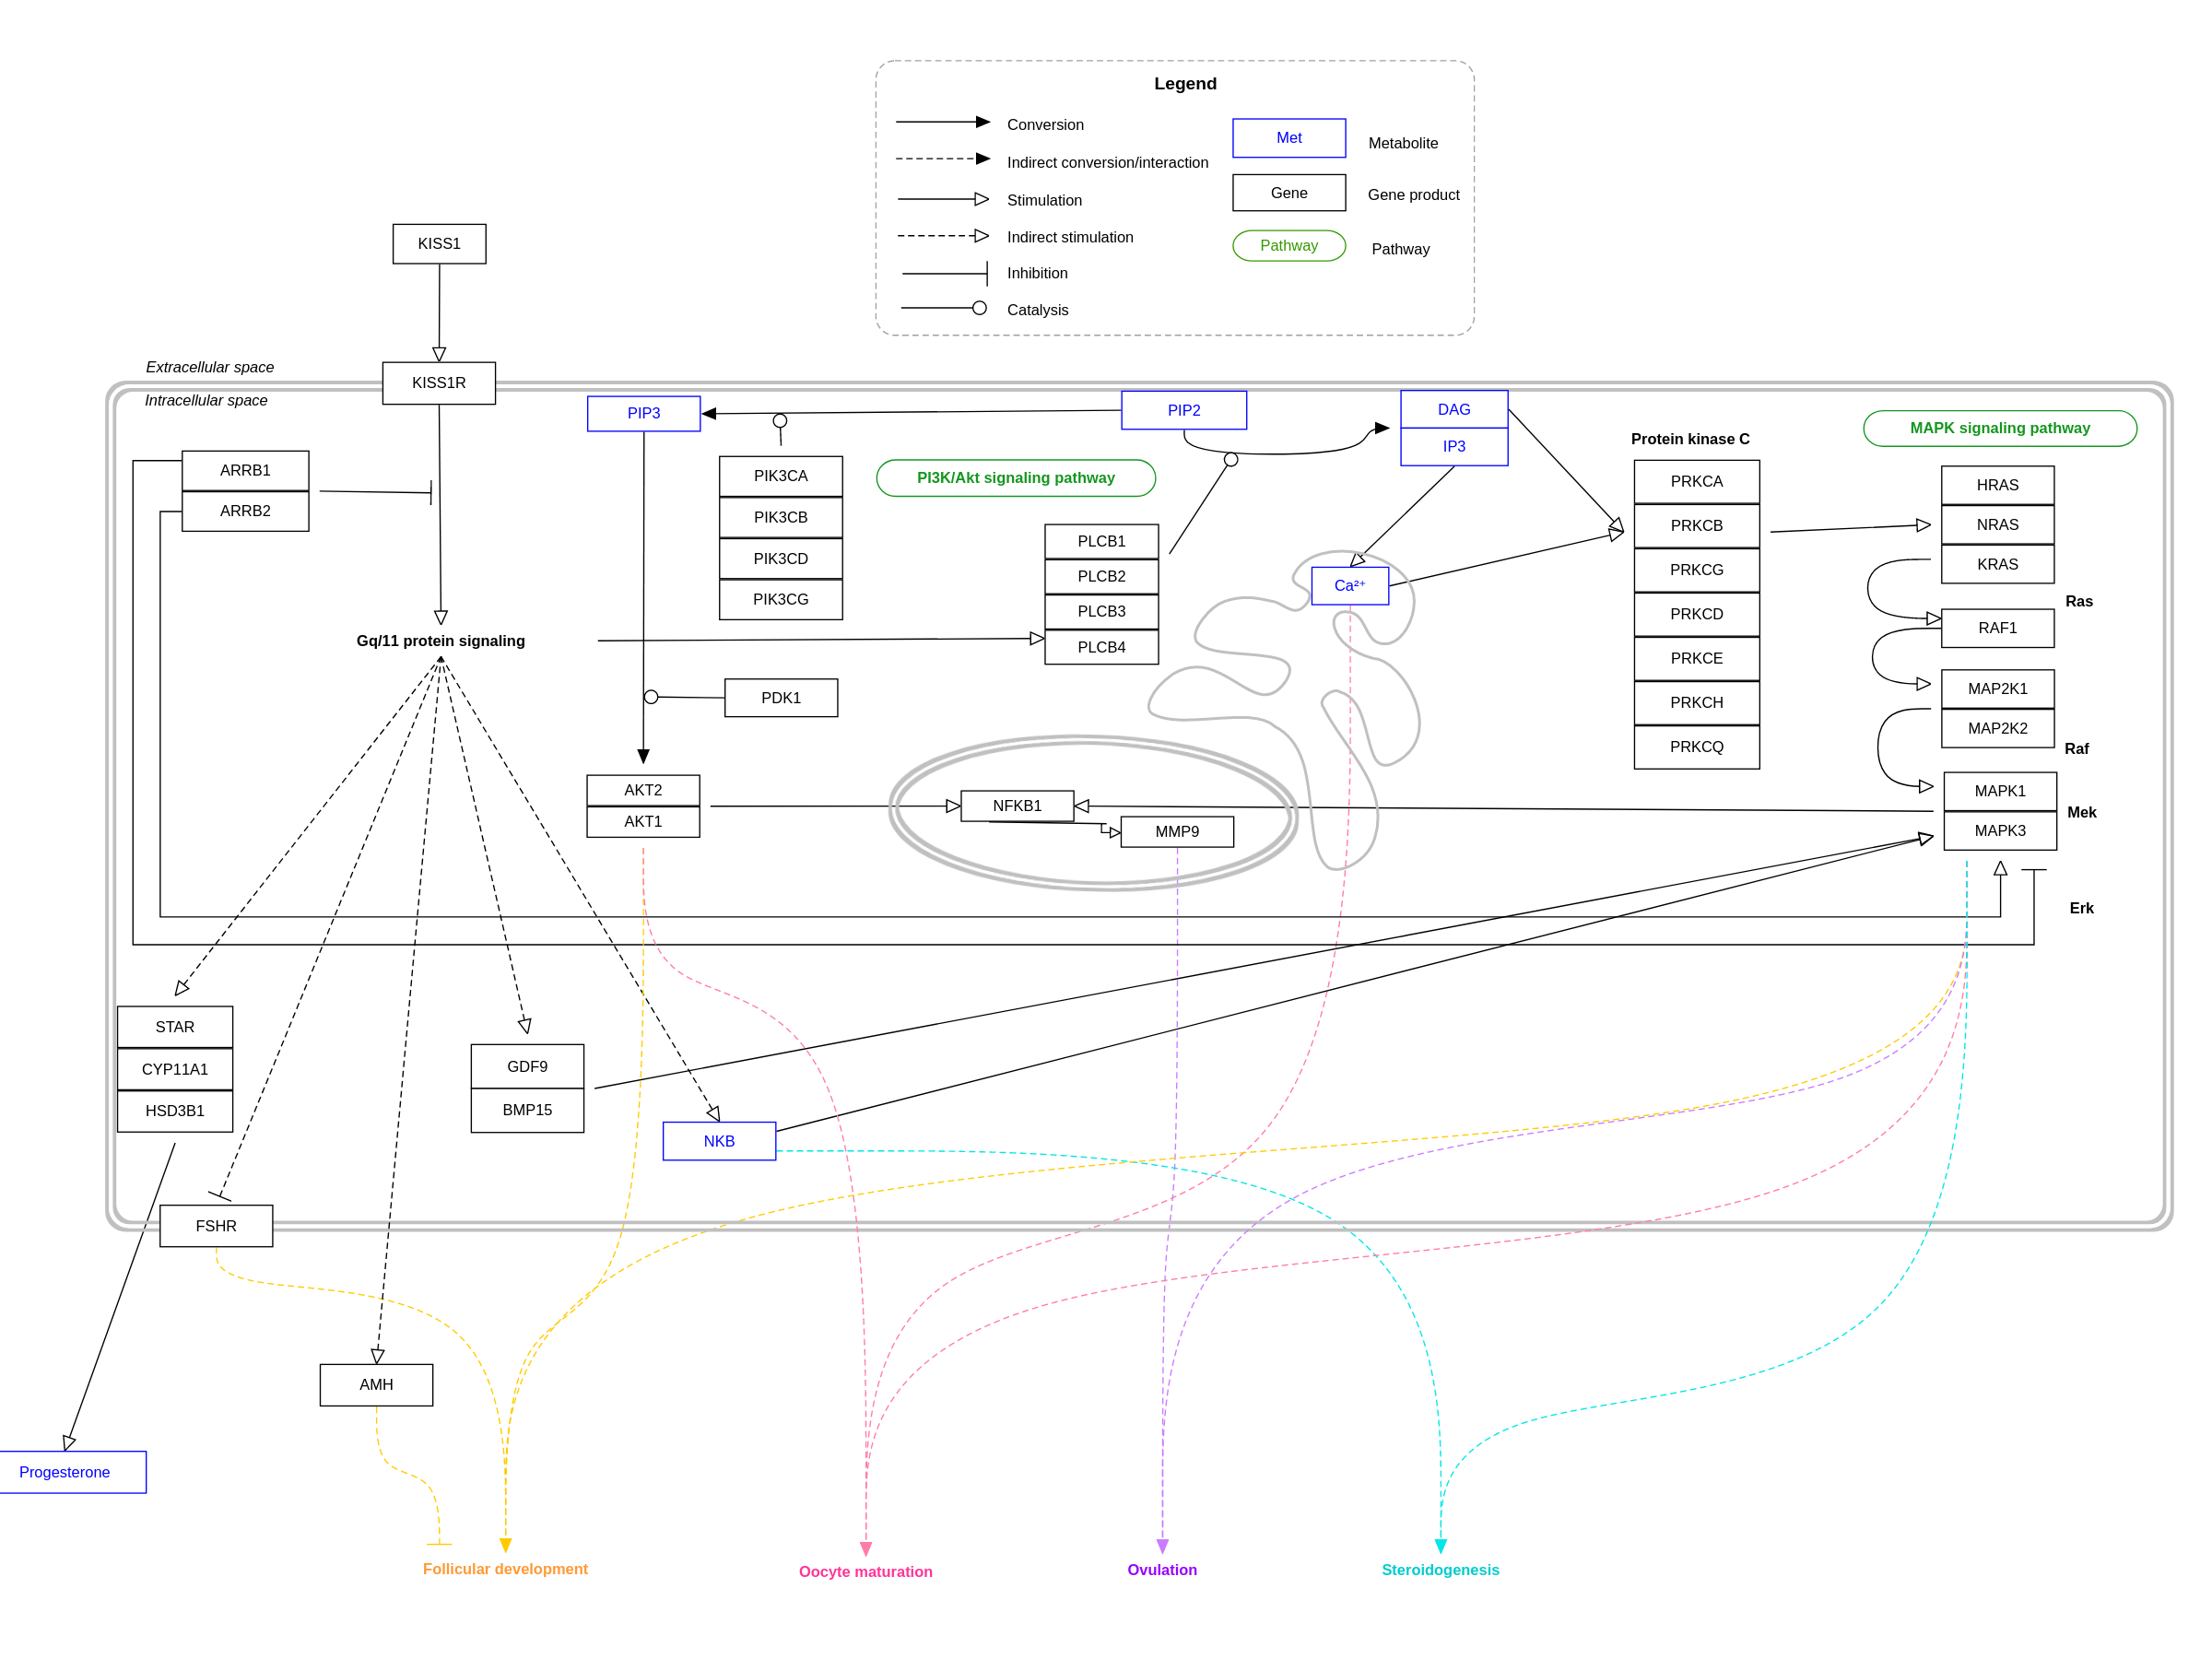 Legend
Conversion
Indirect conversion/interaction
Stimulation
Indirect stimulation
Inhibition
Catalysis
Met
Metabolite
Gene
Gene product
Pathway
Pathway
KISS1
Extracellular space
KISS1R
Intracellular space
PIP3
PIP2
DAG
IP3
MAPK signaling pathway
Protein kinase C
ARRB1
ARRB2
PIK3CA
PIK3CB
PIK3CD
PIK3CG
PI3K/Akt signaling pathway
PLCB1
PLCB2
PLCB3
PLCB4
Ca²⁺
PRKCA
PRKCB
PRKCG
PRKCD
PRKCE
PRKCH
PRKCQ
HRAS
NRAS
KRAS
Ras
RAF1
MAP2K1
MAP2K2
Raf
MAPK1
MAPK3
Mek
Erk
Gq/11 protein signaling
PDK1
AKT2
AKT1
NFKB1
MMP9
STAR
CYP11A1
HSD3B1
GDF9
BMP15
NKB
FSHR
AMH
Progesterone
Follicular development
Oocyte maturation
Ovulation
Steroidogenesis